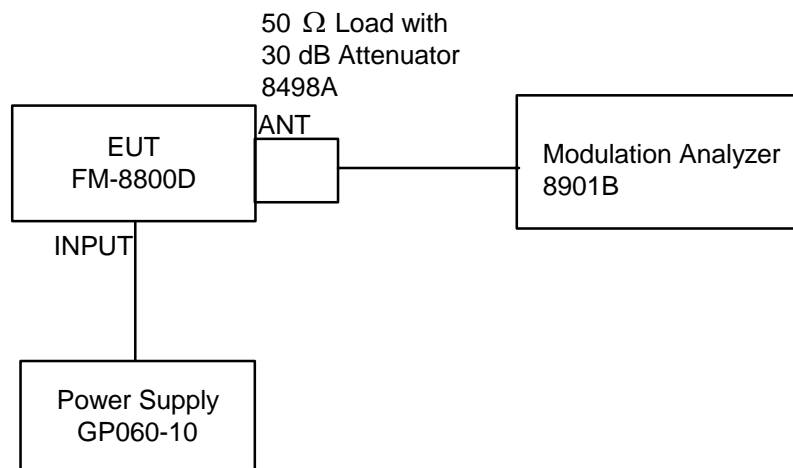 50 Ω Load with
30 dB Attenuator
8498A
ANT
EUT
FM-8800D
Modulation Analyzer
8901B
INPUT
Power Supply
GP060-10